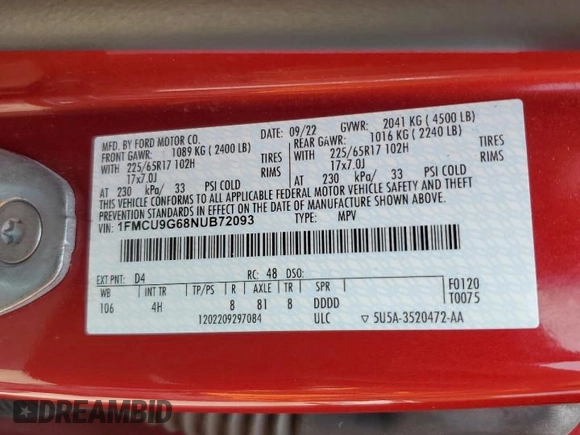 MFD. BY FORD MOTOR CO.
DATE: 09/22 GVWR: 2041 KG ( 4500 LB)
FRONT GAWR: 1089 KG ( 2400 LB)
REAR GAWR: 1016 KG ( 2240 LB)
WITH 225/65R17 102H TIRES
WITH 225/65R17 102H TIRES
17x7.0J RIMS
17x7.0J RIMS
AT 230 kPa/ 33 PSI COLD
AT 230 kPa/ 33 PSI COLD
THIS VEHICLE CONFORMS TO ALL APPLICABLE FEDERAL MOTOR VEHICLE SAFETY AND THEFT
PREVENTION STANDARDS IN EFFECT ON THE DATE OF MANUFACTURE SHOWN ABOVE.
VIN: 1FMCU9G68NUB72093 TYPE: MPV
EXT PNT: D4 RC: 48 DSO:
WB INT TR TP/PS R AXLE TR SPR
106 4H 8 81 8 DDDD
F0120
T0075
1202209297084 ULC ▽ 5U5A-3520472-AA
DREAMBID